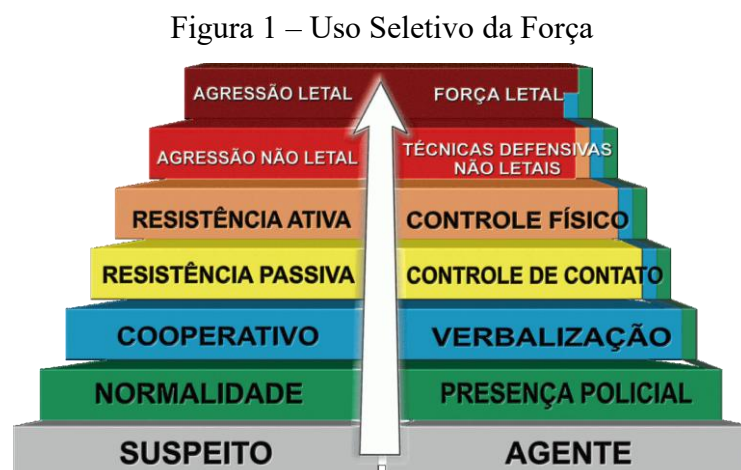 Figura 1 – Uso Seletivo da Força
AGRESSÃO LETAL FORÇA LETAL
AGRESSÃO NÃO LETAL TÉCNICAS DEFENSIVAS
NÃO LETAIS
RESISTÊNCIA ATIVA CONTROLE FÍSICO
RESISTÊNCIA PASSIVA CONTROLE DE CONTATO
COOPERATIVO VERBALIZAÇÃO
NORMALIDADE PRESENÇA POLICIAL
SUSPEITO AGENTE